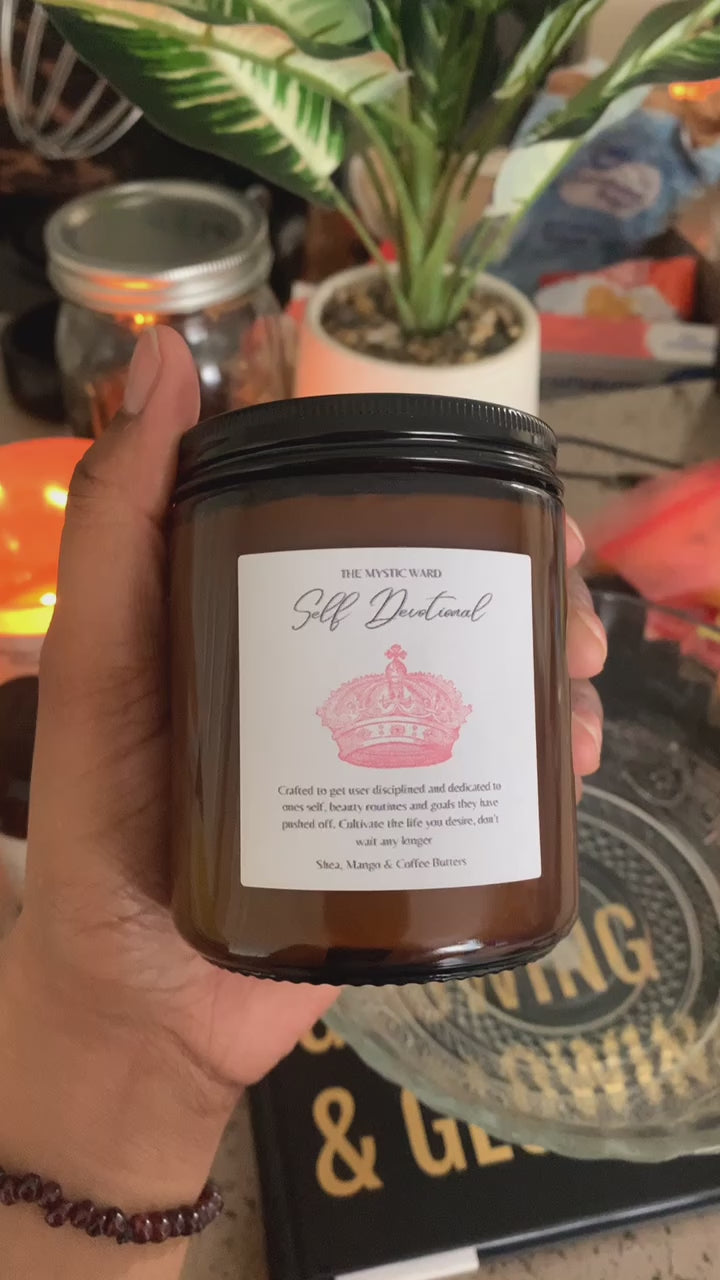 THE MYSTIC WARD
Self Devotional
Crafted to get user disciplined and dedicated to
ones self, beauty routines and goals they have
pushed off. Cultivate the life you desire, don't
wait any longer
Shea, Mango & Coffee Butters
OWING
&